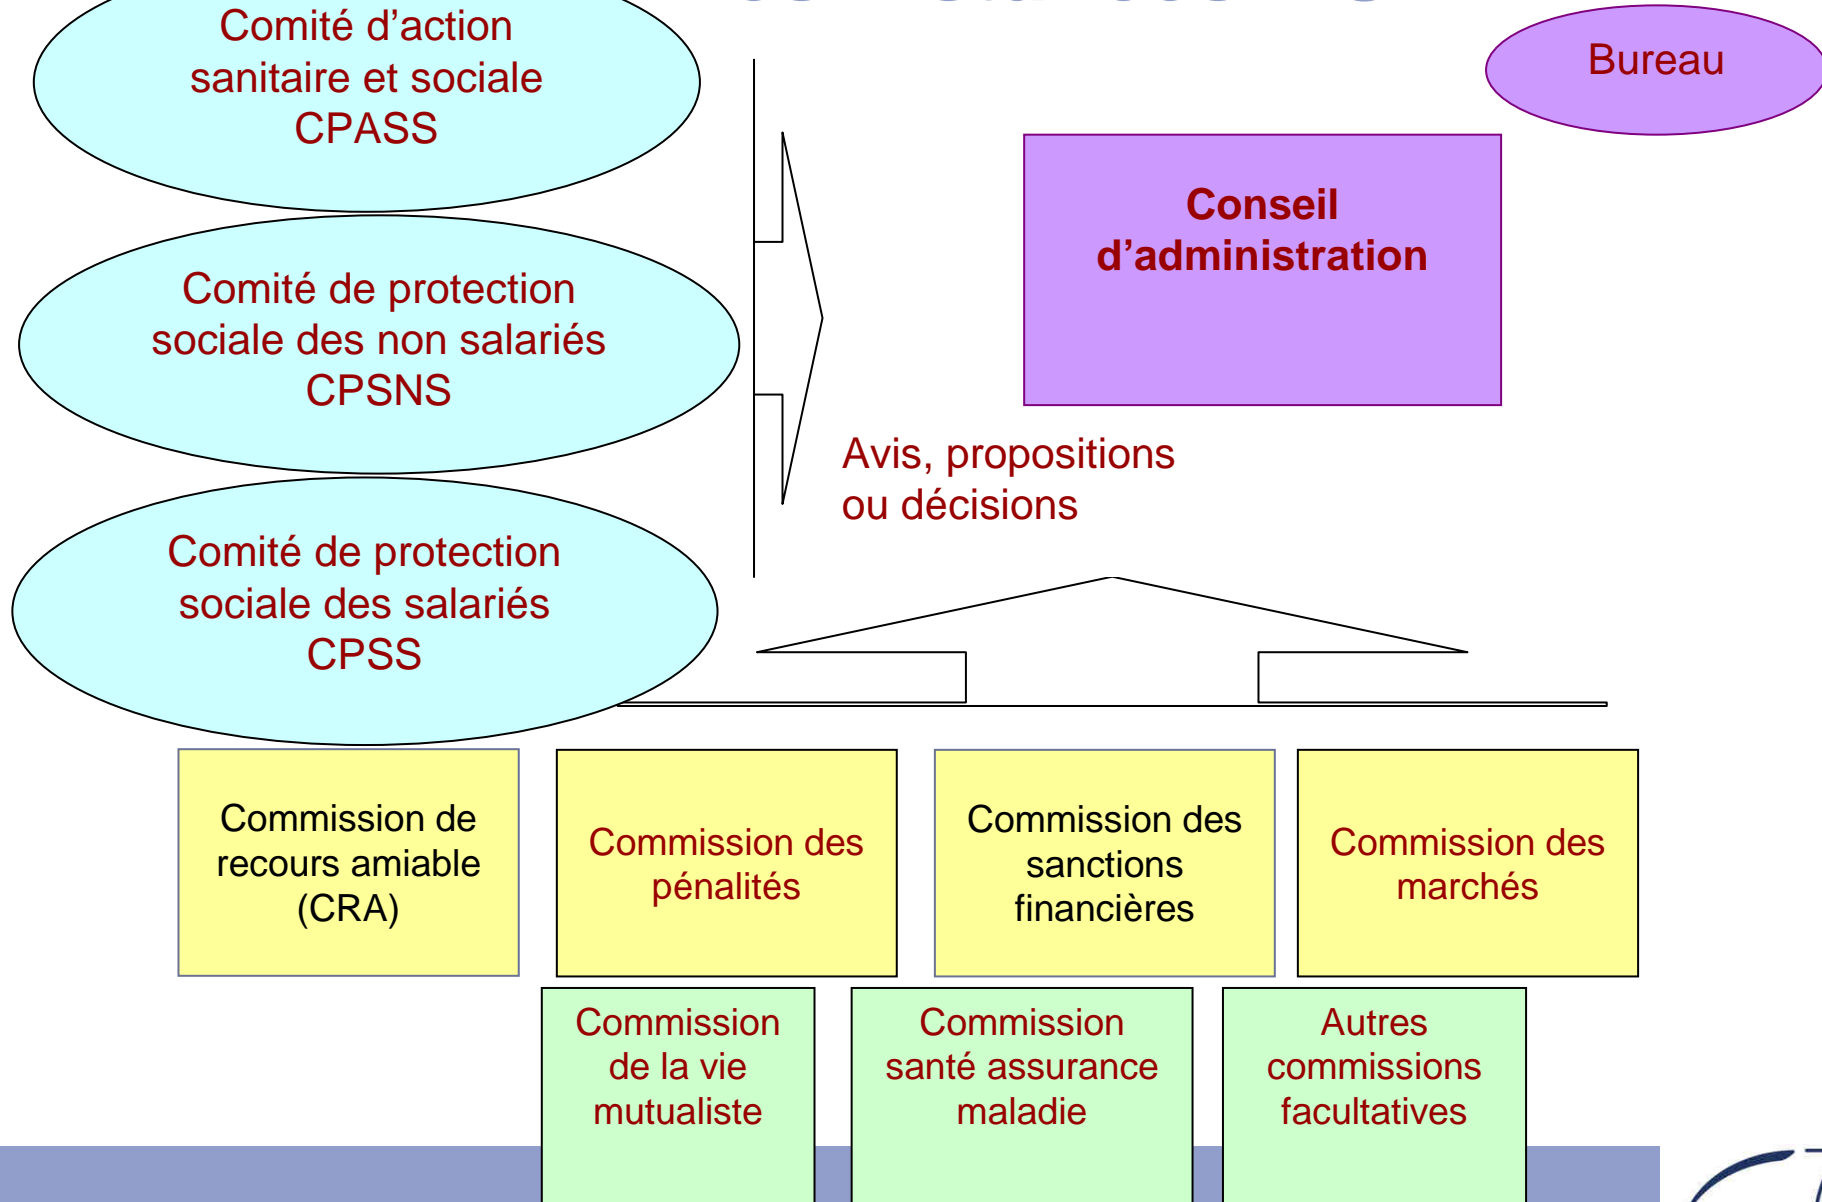 Comité d’action
sanitaire et sociale
CPASS
Bureau
Conseil
d’administration
Comité de protection
sociale des non salariés
CPSNS
Avis, propositions
ou décisions
Comité de protection
sociale des salariés
CPSS
Commission de
recours amiable
(CRA)
Commission des
pénalités
Commission des
sanctions
financières
Commission des
marchés
Commission
de la vie
mutualiste
Commission
santé assurance
maladie
Autres
commissions
facultatives